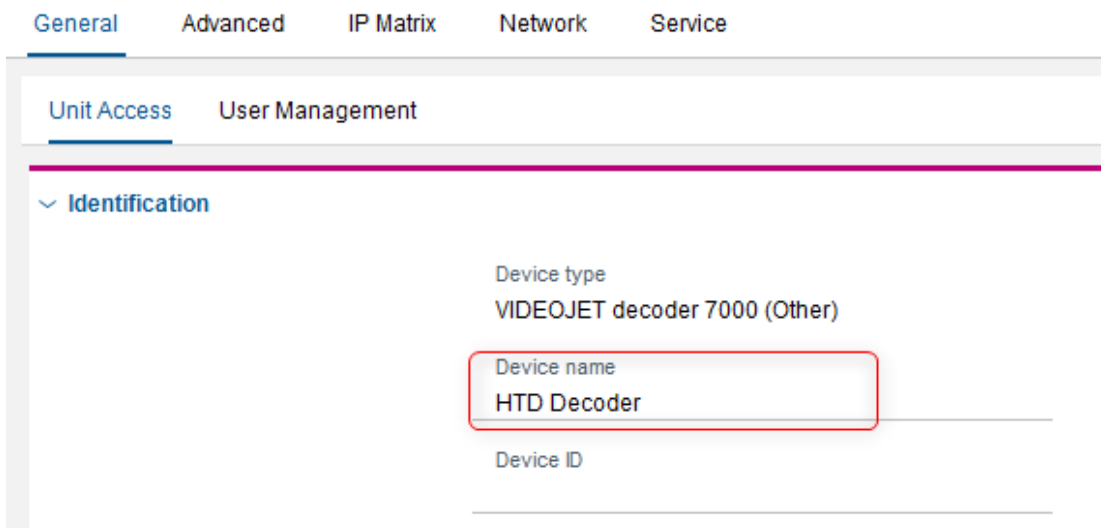 General Advanced IP Matrix Network Service
Unit Access User Management
Identification
Device type
VIDEOJET decoder 7000 (Other)
Device name
HTD Decoder
Device ID